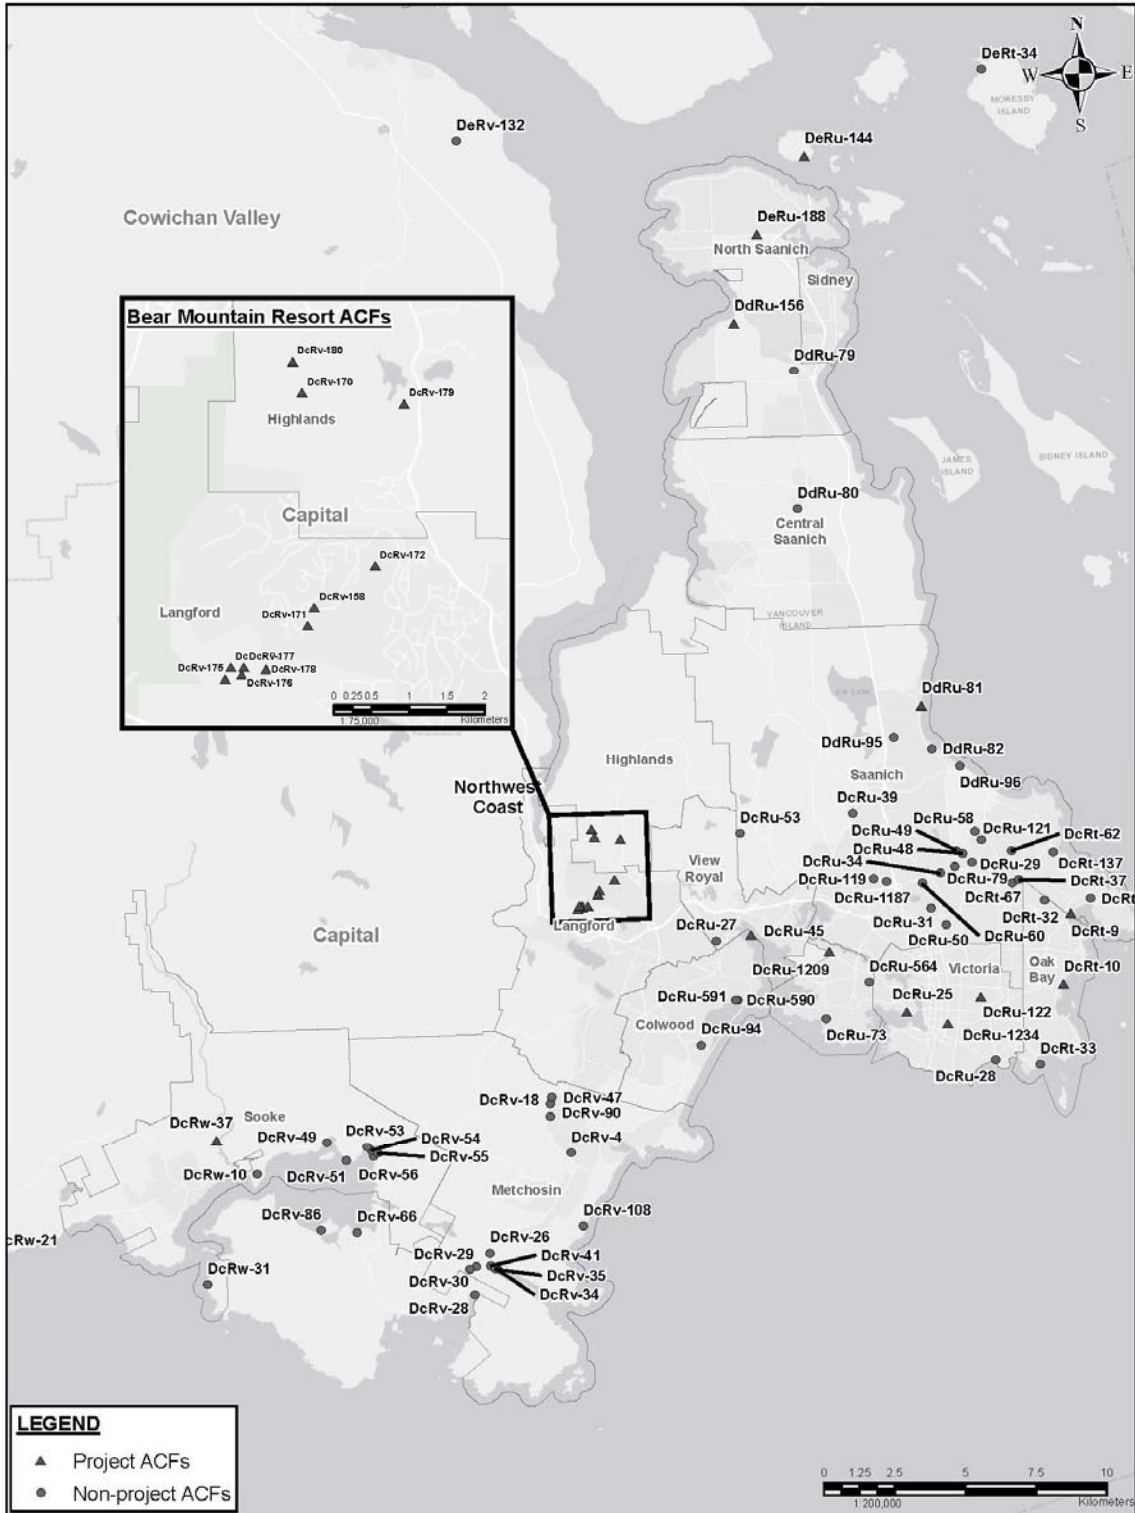 N
W
E
S
DeRt-34
MORESBY
ISLAND
DeRv-132
DeRu-144
Cowichan Valley
DeRu-188
North Saanich
Sidney
DdRu-156
DdRu-79
Bear Mountain Resort ACFs
DcRv-180
DcRv-170
DcRv-179
Highlands
Capital
DcRv-172
DcRv-158
Langford
DcRv-171
DcDcRv-177
DcRv-175
DcRv-178
DcRv-176
0 0.25 0.5 1 1.5 2
1:75,000
Kilometers
JAMES
ISLAND
SIDNEY ISLAND
DdRu-80
Central
Saanich
VANCOUVER
ISLAND
DdRu-81
DdRu-95
DdRu-82
Highlands
Saanich
DdRu-96
Northwest
Coast
DcRu-39
DcRu-58
DcRu-53
DcRu-49
DcRu-121
DcRt-62
DcRu-48
DcRu-34
DcRu-29
DcRt-137
View
Royal
DcRu-119
DcRu-79
DcRt-37
DcRu-1187
DcRt-67
DcRt
Langford
DcRu-27
DcRu-45
DcRu-31
DcRt-32
DcRt-9
DcRu-50
DcRu-60
Capital
DcRu-1209
DcRu-564
Victoria
Oak
Bay
DcRt-10
DcRu-591
DcRu-590
DcRu-25
DcRu-122
Colwood
DcRu-94
DcRu-73
DcRu-1234
DcRt-33
DcRu-28
DcRv-18
DcRv-47
DcRv-90
Sooke
DcRw-37
DcRv-49
DcRv-53
DcRv-54
DcRv-4
DcRv-55
DcRw-10
DcRv-51
DcRv-56
Metchosin
DcRv-86
DcRv-66
DcRv-108
cRw-21
DcRv-26
DcRv-29
DcRv-41
DcRw-31
DcRv-30
DcRv-35
DcRv-34
DcRv-28
LEGEND
Project ACFs
Non-project ACFs
0 1.25 2.5 5 7.5 10
1:200,000
Kilometers